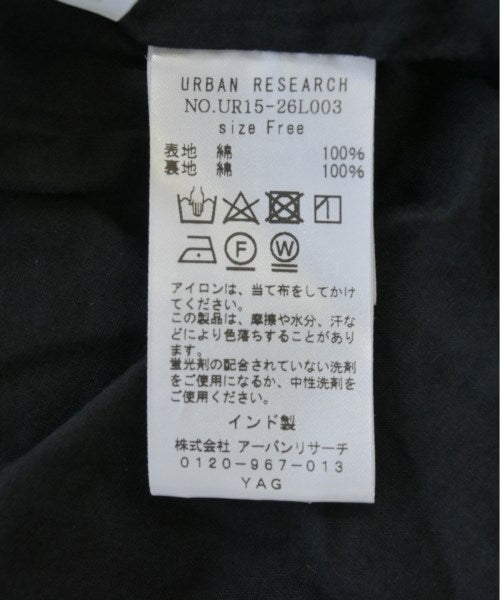 URBAN RESEARCH
NO.UR15-26L003
size Free
表地 綿 100%
裏地 綿 100%
F W
アイロンは、当て布をしてかけ
てください。
この製品は、摩擦や水分、汗な
どにより色落ちすることがあり
ます。
蛍光剤の配合されていない洗剤
をご使用になるか、中性洗剤を
ご使用ください。
インド製
株式会社 アーバンリサーチ
0120-967-013
YAG